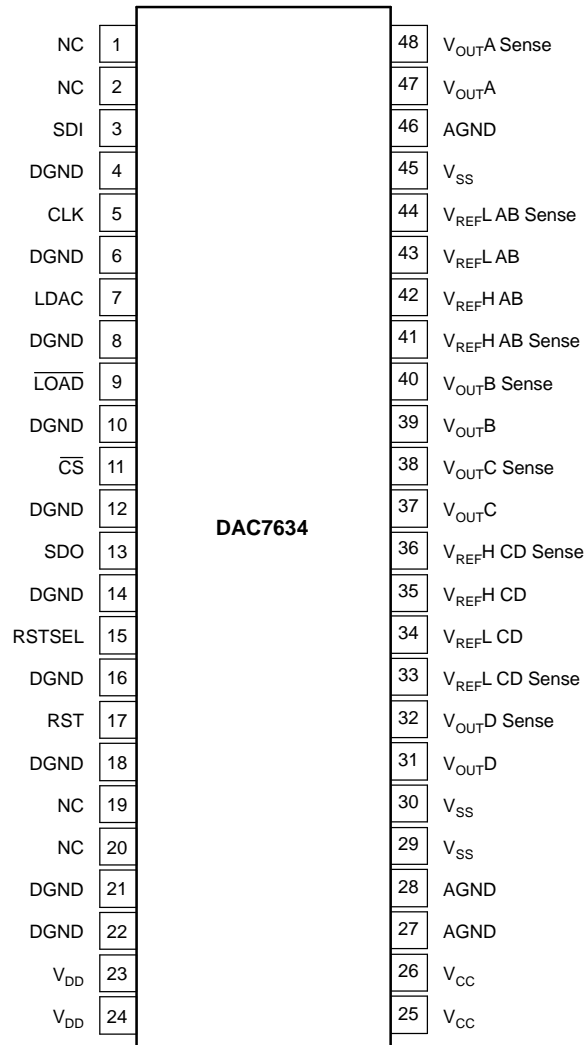 NC 1 48 VOUTA Sense
NC 2 47 VOUTA
SDI 3 46 AGND
DGND 4 45 VSS
CLK 5 44 VREFL AB Sense
DGND 6 43 VREFL AB
LDAC 7 42 VREFH AB
DGND 8 41 VREFH AB Sense
LOAD 9 40 VOUTB Sense
DGND 10 39 VOUTB
CS 11 38 VOUTC Sense
DGND 12 37 VOUTC
DAC7634
SDO 13 36 VREFH CD Sense
DGND 14 35 VREFH CD
RSTSEL 15 34 VREFL CD
DGND 16 33 VREFL CD Sense
RST 17 32 VOUTD Sense
DGND 18 31 VOUTD
NC 19 30 VSS
NC 20 29 VSS
DGND 21 28 AGND
DGND 22 27 AGND
VDD 23 26 VCC
VDD 24 25 VCC